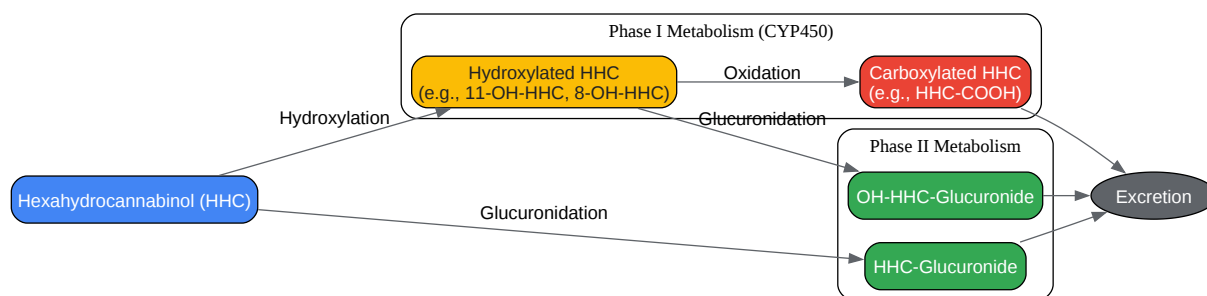 Phase I Metabolism (CYP450)
Hydroxylated HHC
(e.g., 11-OH-HHC, 8-OH-HHC)
Oxidation
Carboxylated HHC
(e.g., HHC-COOH)
Hydroxylation
Glucuronidation
Phase II Metabolism
Hexahydrocannabinol (HHC)
OH-HHC-Glucuronide
Excretion
Glucuronidation
HHC-Glucuronide